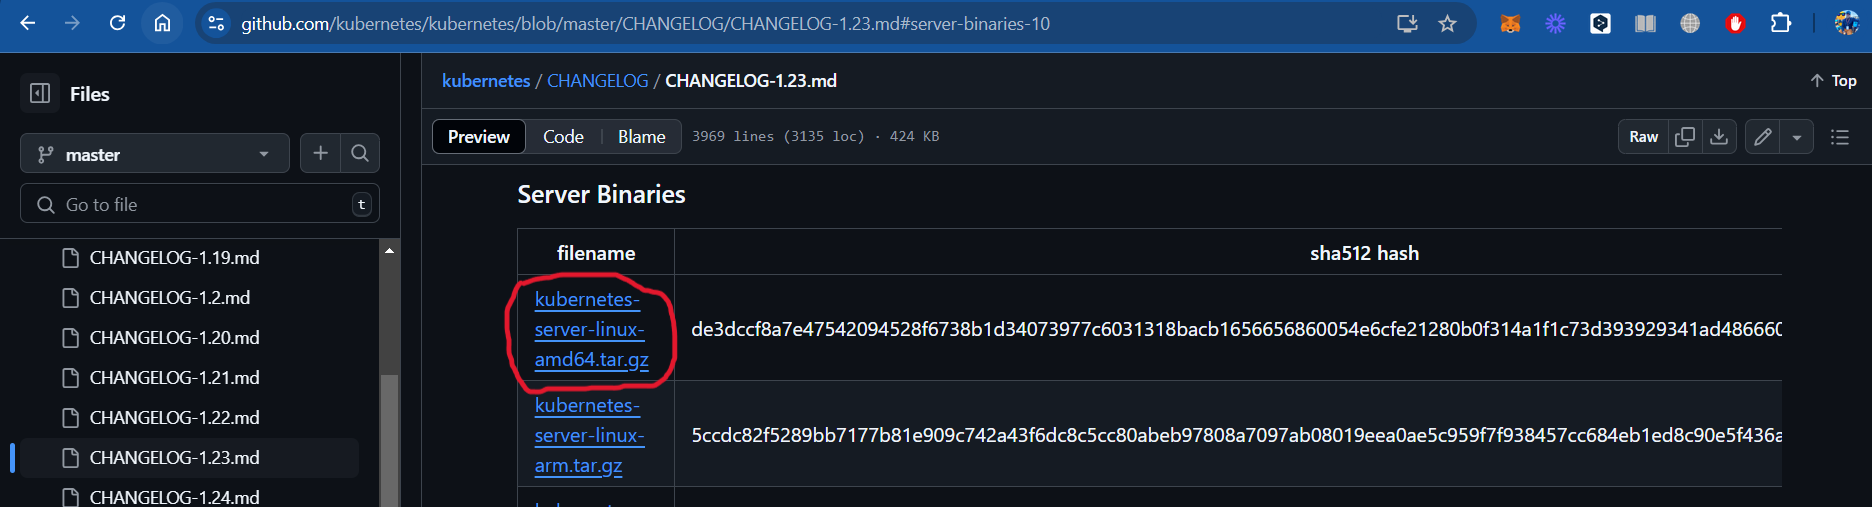 github.com/kubernetes/kubernetes/blob/master/CHANGELOG/CHANGELOG-1.23.md#server-binaries-10
Files
kubernetes / CHANGELOG / CHANGELOG-1.23.md
Top
master
Preview Code Blame 3969 lines (3135 loc) · 424 KB
Raw
Go to file
t
CHANGELOG-1.19.md
CHANGELOG-1.2.md
CHANGELOG-1.20.md
CHANGELOG-1.21.md
CHANGELOG-1.22.md
CHANGELOG-1.23.md
CHANGELOG-1.24.md
Server Binaries
filename
sha512 hash
kubernetes-
server-linux-
amd64.tar.gz
de3dccf8a7e47542094528f6738b1d34073977c6031318bacb1656656860054e6cfe21280b0f314a1f1c73d393929341ad486660
kubernetes-
server-linux-
arm.tar.gz
5ccdc82f5289bb7177b81e909c742a43f6dc8c5cc80abeb97808a7097ab08019eea0ae5c959f7f938457cc684eb1ed8c90e5f436a